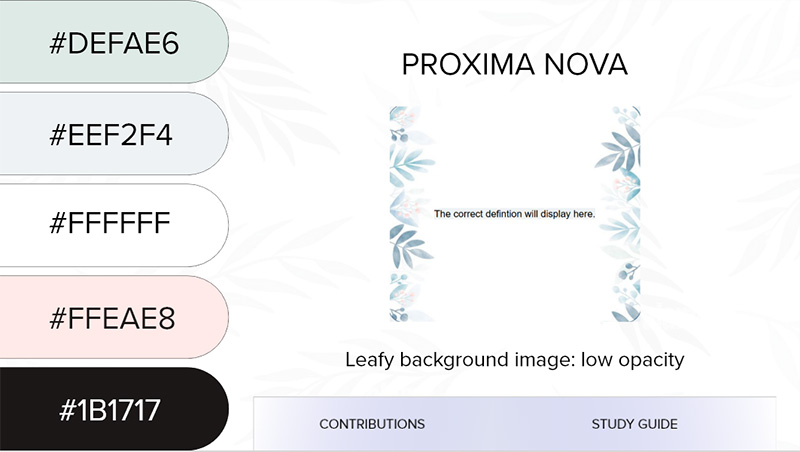 #DEFAE6
#EEF2F4
#FFFFFF
#FFEAE8
#1B1717
PROXIMA NOVA
The correct defintion will display here.
Leafy background image: low opacity
CONTRIBUTIONS
STUDY GUIDE